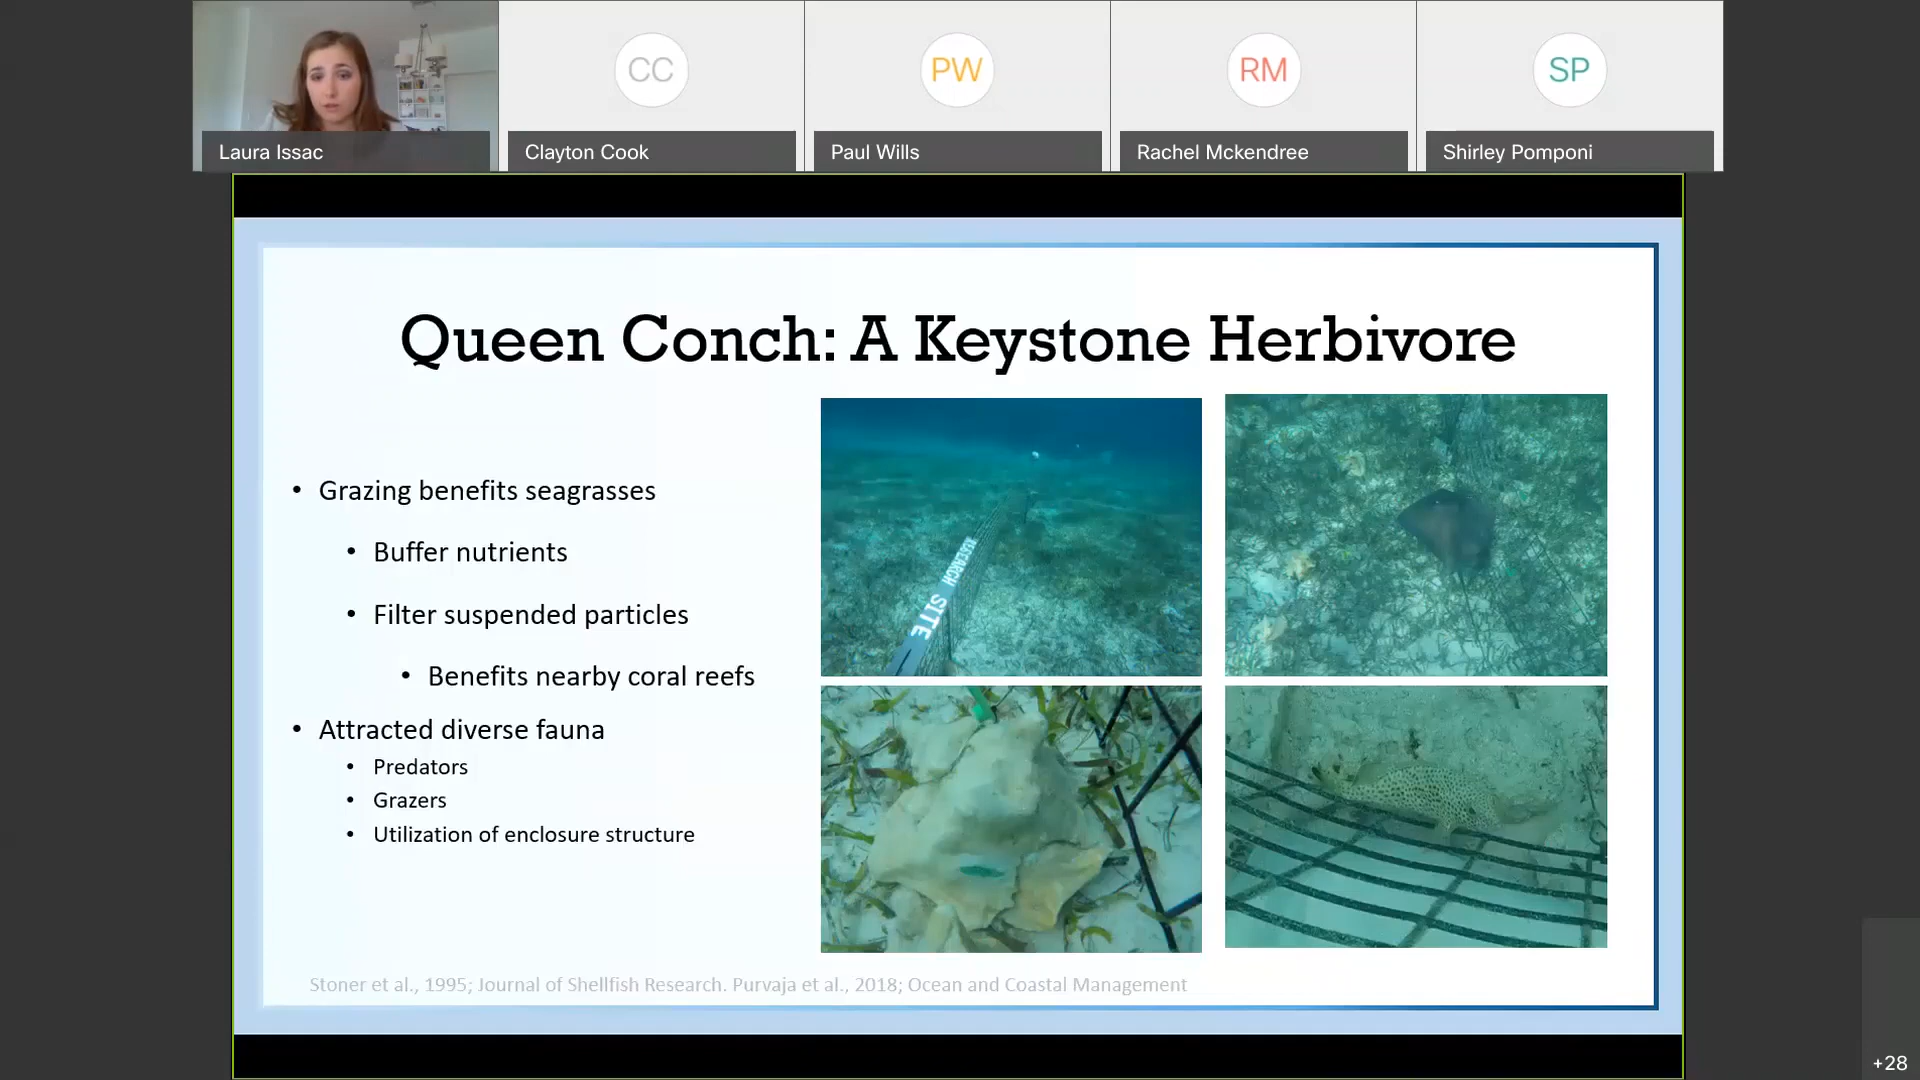 CC
PW
RM
SP
Laura Issac
Clayton Cook
Paul Wills
Rachel Mckendree
Shirley Pomponi
Queen Conch: A Keystone Herbivore
• Grazing benefits seagrasses
• Buffer nutrients
• Filter suspended particles
• Benefits nearby coral reefs
• Attracted diverse fauna
• Predators
• Grazers
• Utilization of enclosure structure
RESEARCH SITE
Stoner et al., 1995; Journal of Shellfish Research. Purvaja et al., 2018; Ocean and Coastal Management
+28